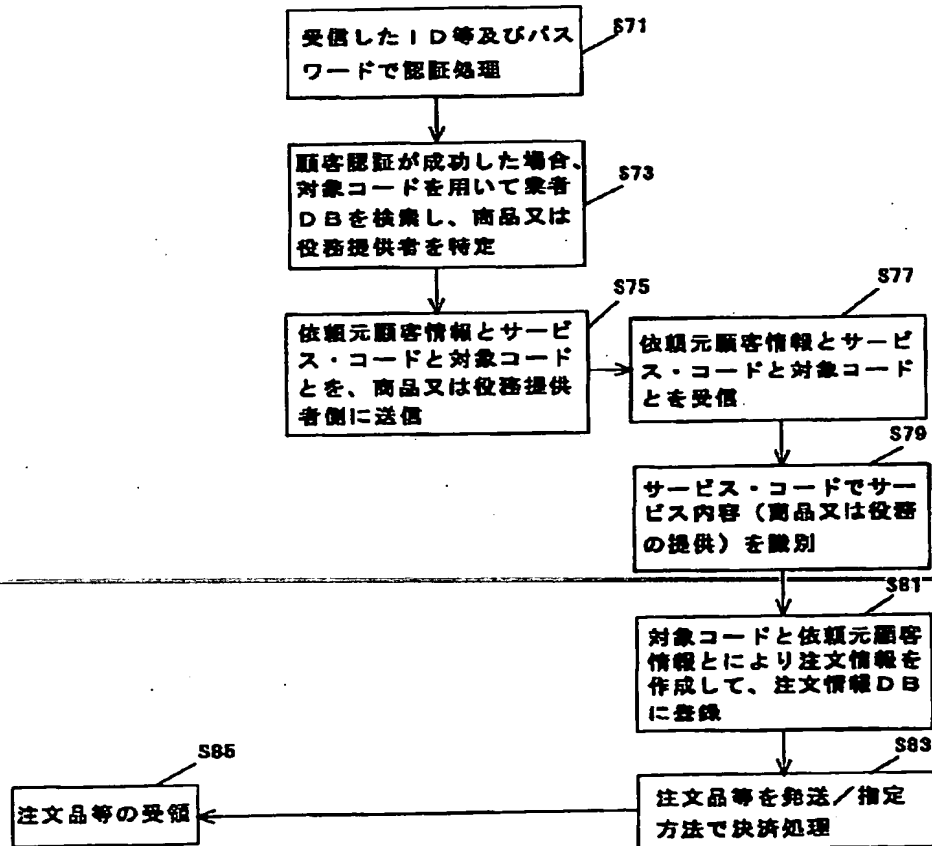 受信したＩＤ等及びパス
ワードで認証処理
S71
顧客認証が成功した場合、
対象コードを用いて業者
ＤＢを検索し、商品又は
役務提供者を特定
S73
依頼元顧客情報とサービ
ス・コードと対象コード
とを、商品又は役務提供
者側に送信
S75
依頼元顧客情報とサービ
ス・コードと対象コード
とを受信
S77
サービス・コードでサー
ビス内容（商品又は役務
の提供）を識別
S79
対象コードと依頼元顧客
情報とにより注文情報を
作成して、注文情報ＤＢ
に登録
S81
注文品等を発送／指定
方法で決済処理
S83
注文品等の受領
S85